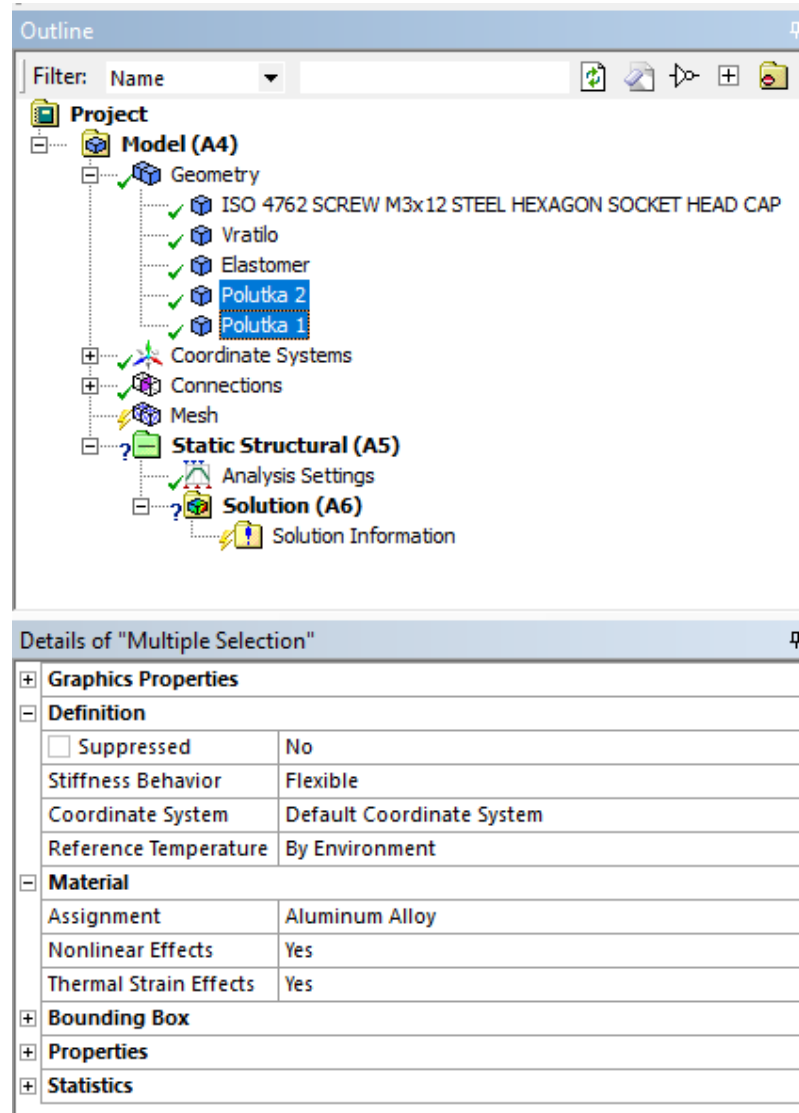 Outline
Filter: Name
Project
Model (A4)
Geometry
ISO 4762 SCREW M3x12 STEEL HEXAGON SOCKET HEAD CAP
Vratilo
Elastomer
Polutka 2
Polutka 1
Coordinate Systems
Connections
Mesh
Static Structural (A5)
Analysis Settings
Solution (A6)
Solution Information
Details of "Multiple Selection"
Graphics Properties
Definition
Suppressed No
Stiffness Behavior Flexible
Coordinate System Default Coordinate System
Reference Temperature By Environment
Material
Assignment Aluminum Alloy
Nonlinear Effects Yes
Thermal Strain Effects Yes
Bounding Box
Properties
Statistics